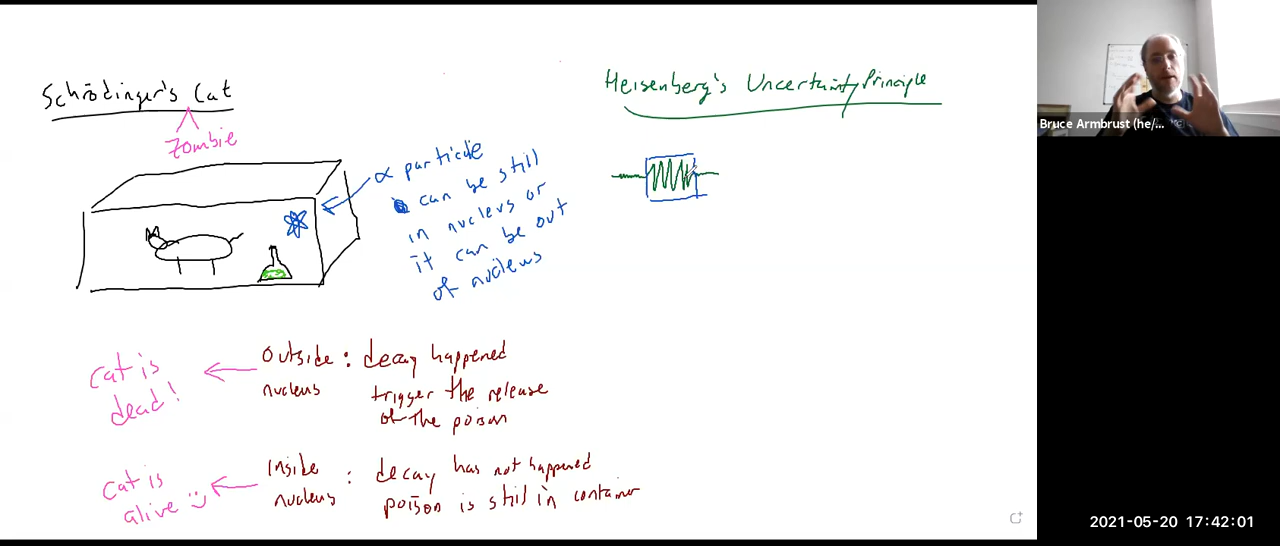 Schrödinger's Cat
Zombie
α particle
can be still
in nucleus or
it can be out
of nucleus
Outside : decay happened
nucleus trigger the release
of the poison
cat is
dead!
Inside : decay has not happened
nucleus poison is still in container
cat is
alive
Heisenberg's Uncertainty Principle
Bruce Armbrust (he/...
2021-05-20 17:42:01